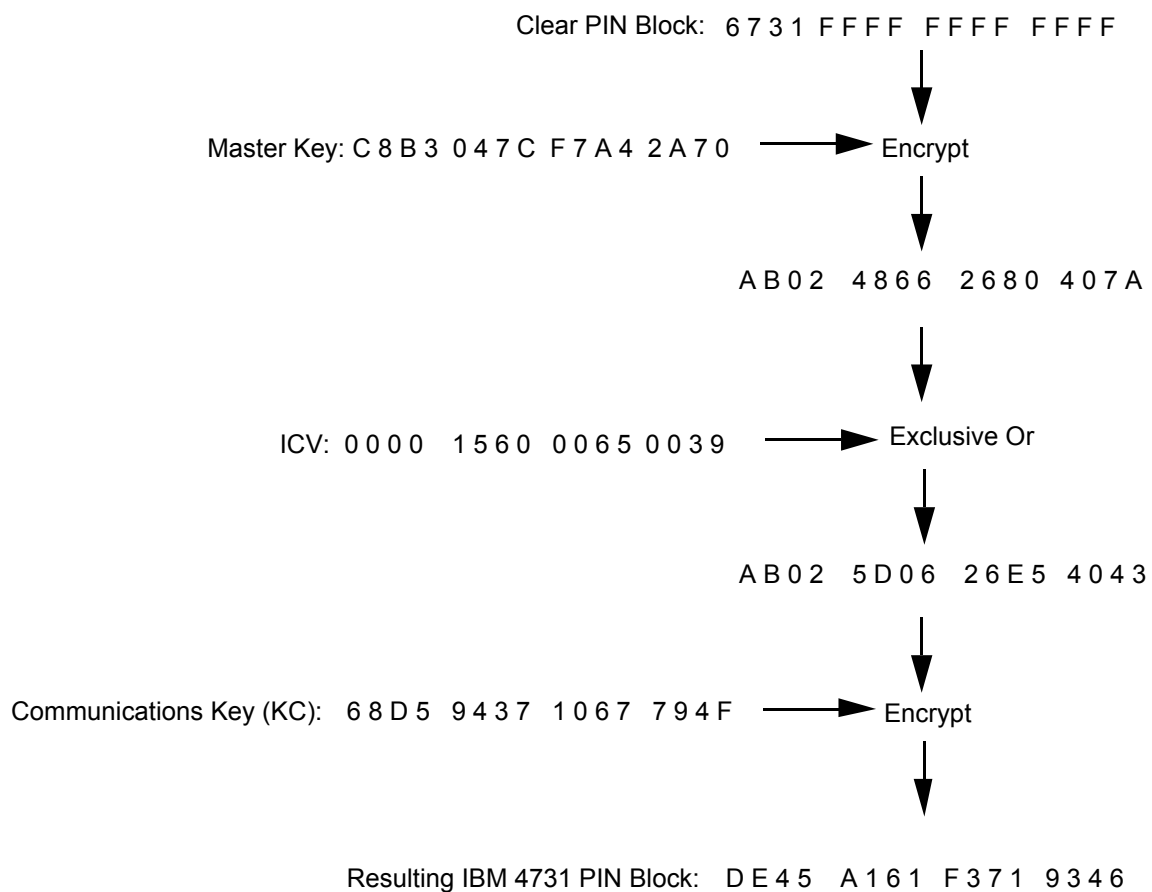 Clear PIN Block: 6731 FFFF FFFF FFFF
Master Key: C8B3 047C F7A4 2A70
Encrypt
AB02 4866 2680 407A
ICV: 0000 1560 0065 0039
Exclusive Or
AB02 5D06 26E5 4043
Communications Key (KC): 68D5 9437 1067 794F
Encrypt
Resulting IBM 4731 PIN Block: DE45 A161 F371 9346